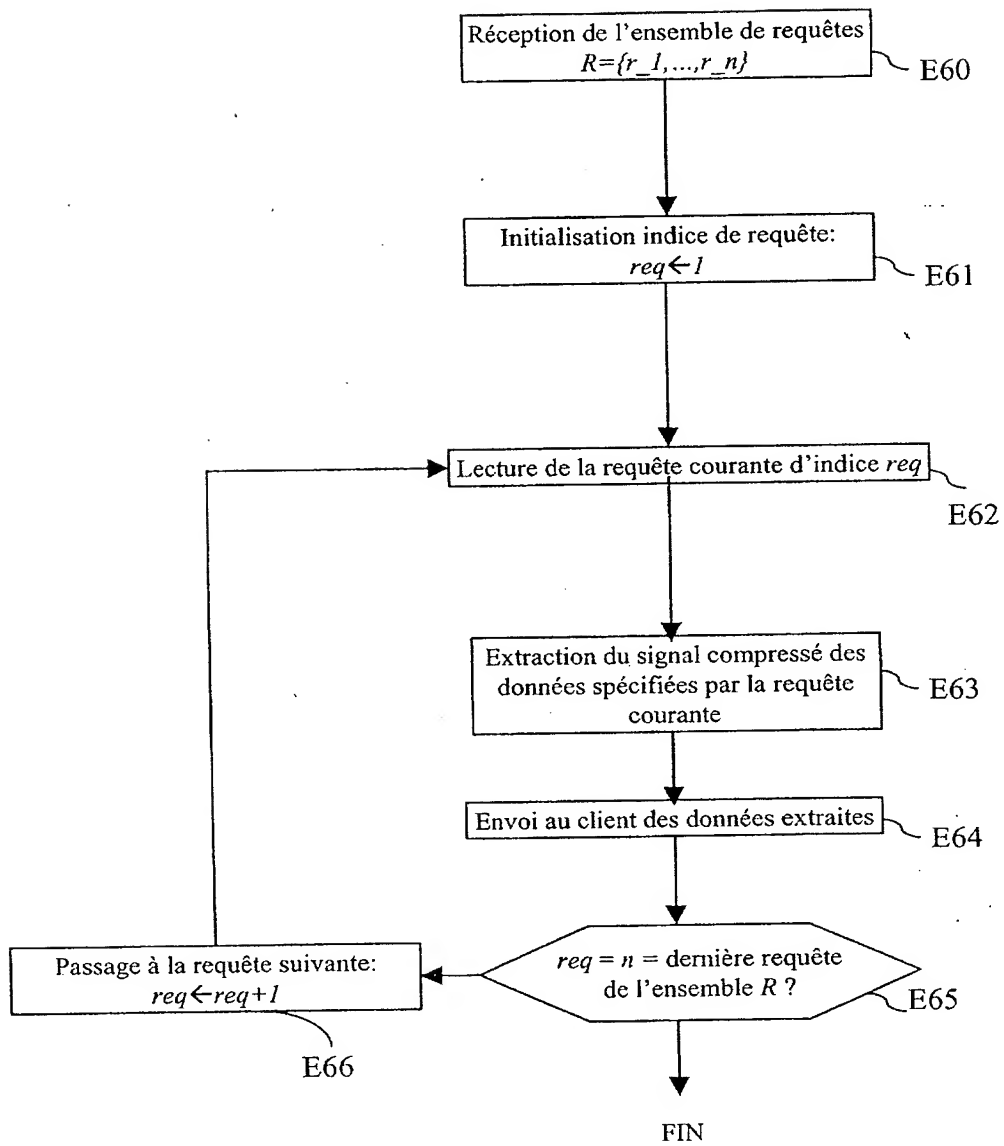 Réception de l'ensemble de requêtes
R={r_1,...,r_n}
E60
Initialisation indice de requête:
req←1
E61
Lecture de la requête courante d'indice req
E62
Extraction du signal compressé des
données spécifiées par la requête
courante
E63
Envoi au client des données extraites
E64
req = n = dernière requête
de l'ensemble R ?
E65
Passage à la requête suivante:
req←req+1
E66
FIN